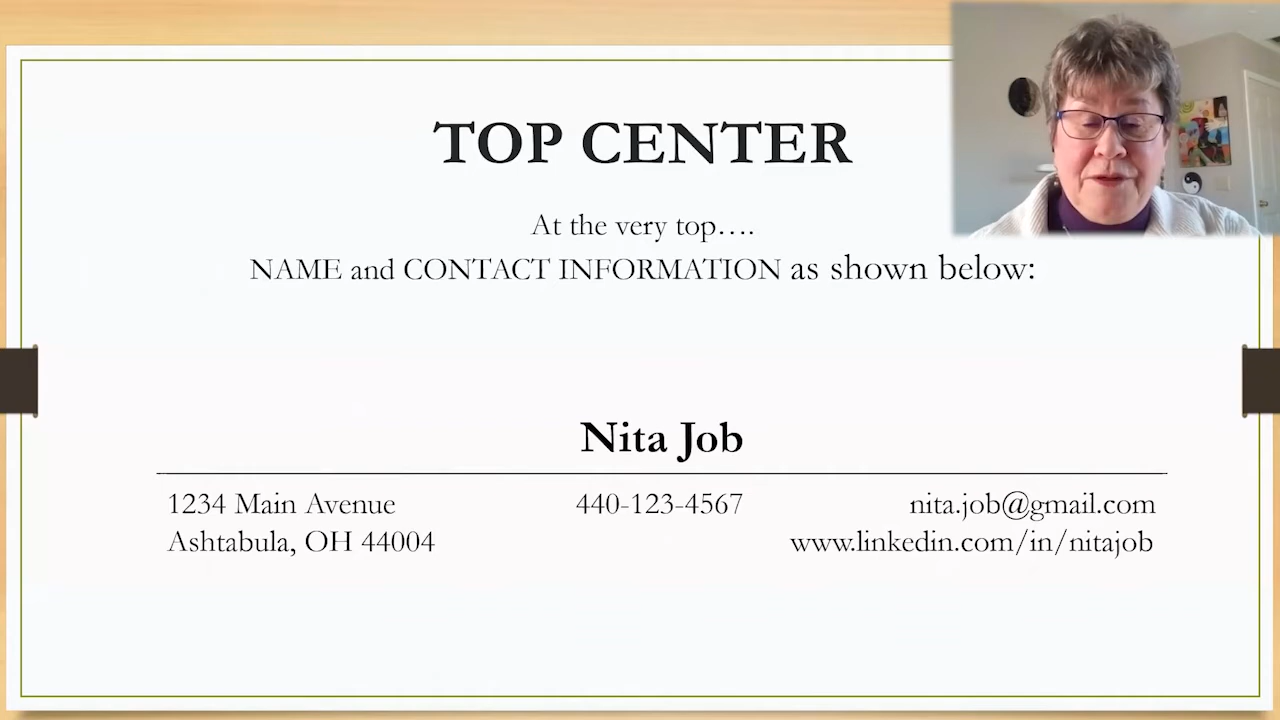 TOP CENTER
At the very top….
NAME and CONTACT INFORMATION as shown below:
Nita Job
1234 Main Avenue 440-123-4567 nita.job@gmail.com
Ashtabula, OH 44004 www.linkedin.com/in/nitajob